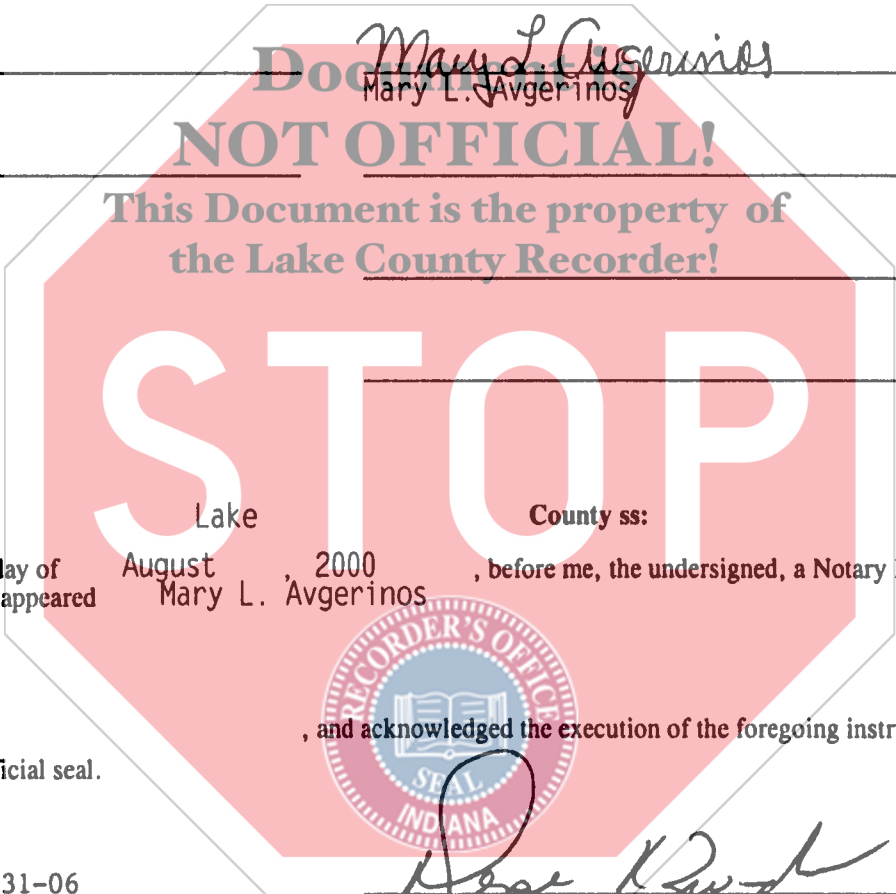 Mary L. Avgerinos
Document is
Mary L. Avgerinos
NOT OFFICIAL!
This Document is the property of
the Lake County Recorder!
STOP
Lake County ss:
lay of August , 2000 , before me, the undersigned, a Notary
appeared Mary L. Avgerinos
RECORDER'S OFFICE
, and acknowledged the execution of the foregoing instr
icial seal.
SEAL
INDIANA
31-06